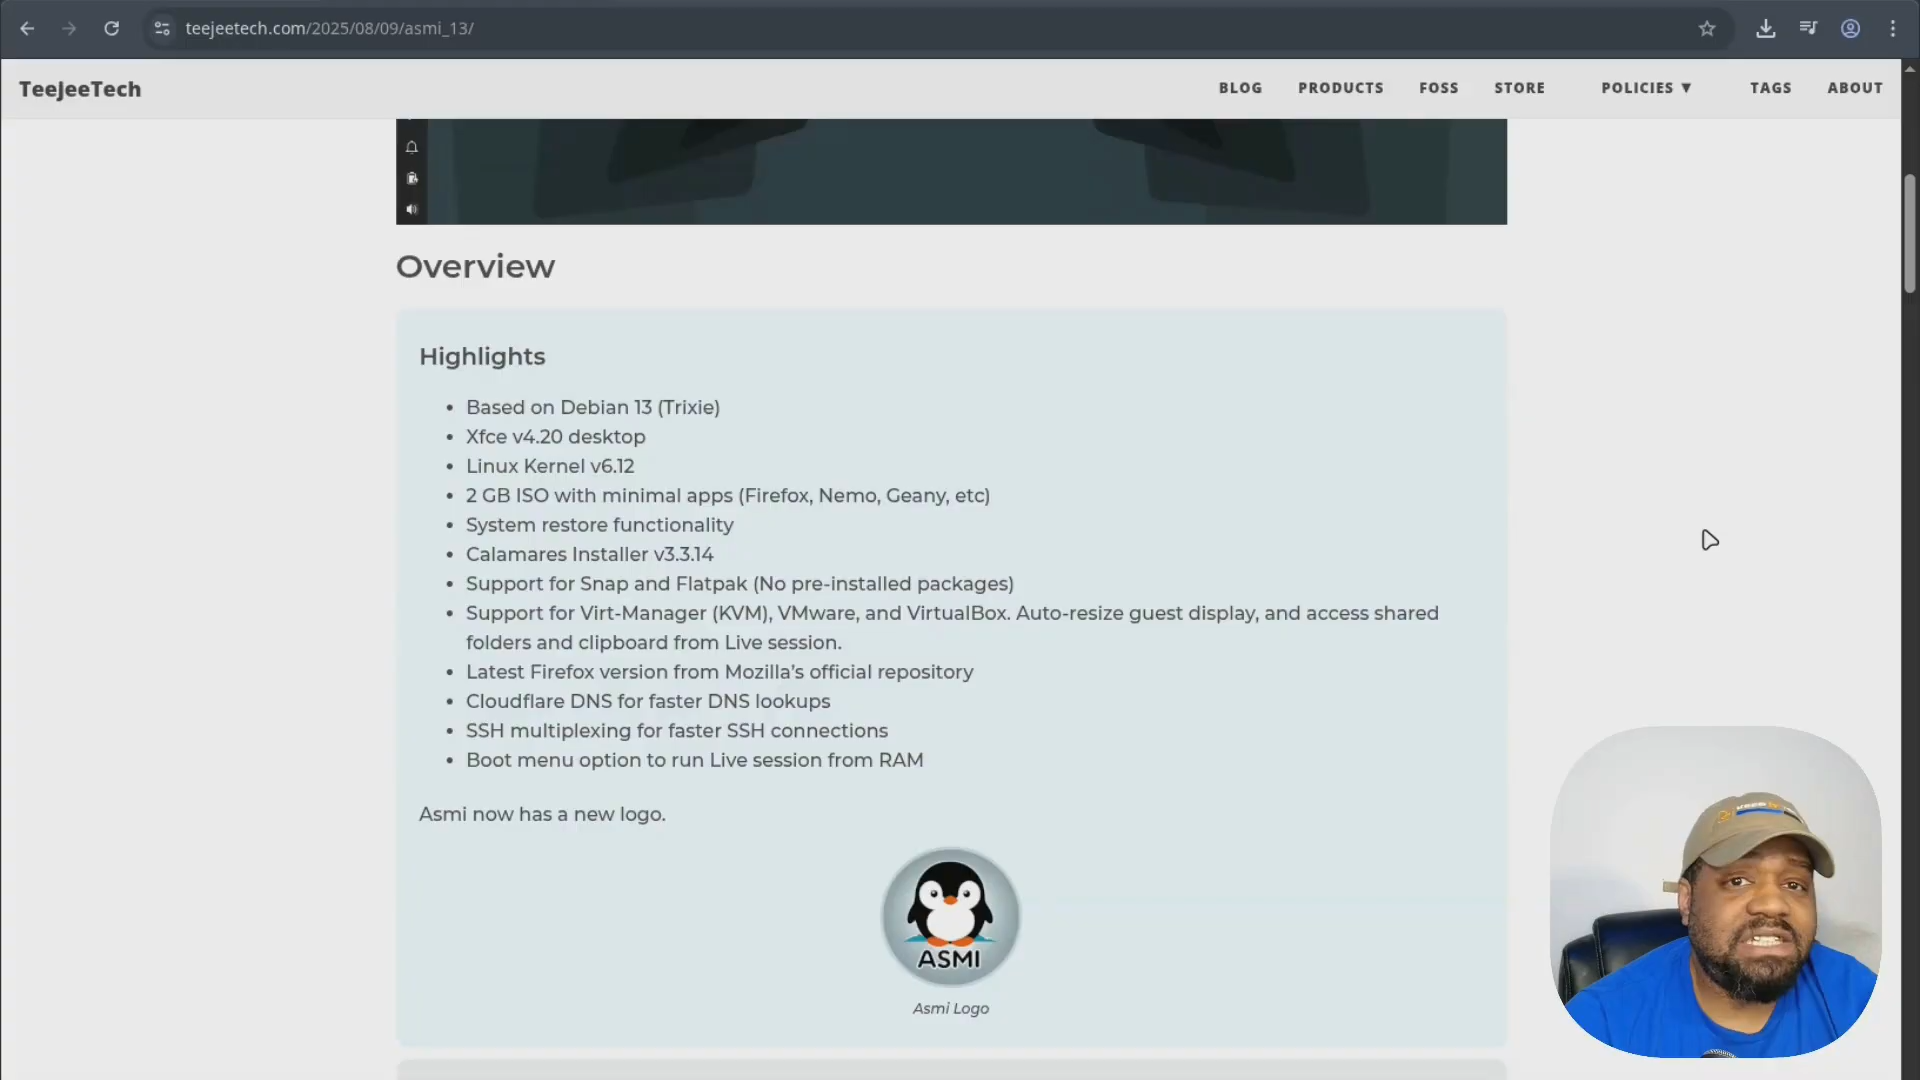 teejeetech.com/2025/08/09/asmi_13/
TeeJeeTech
BLOG PRODUCTS FOSS STORE POLICIES ▼ TAGS ABOUT
Overview
Highlights
• Based on Debian 13 (Trixie)
• Xfce v4.20 desktop
• Linux Kernel v6.12
• 2 GB ISO with minimal apps (Firefox, Nemo, Geany, etc)
• System restore functionality
• Calamares Installer v3.3.14
• Support for Snap and Flatpak (No pre-installed packages)
• Support for Virt-Manager (KVM), VMware, and VirtualBox. Auto-resize guest display, and access shared
folders and clipboard from Live session.
• Latest Firefox version from Mozilla’s official repository
• Cloudflare DNS for faster DNS lookups
• SSH multiplexing for faster SSH connections
• Boot menu option to run Live session from RAM
Asmi now has a new logo.
ASMI
Asmi Logo